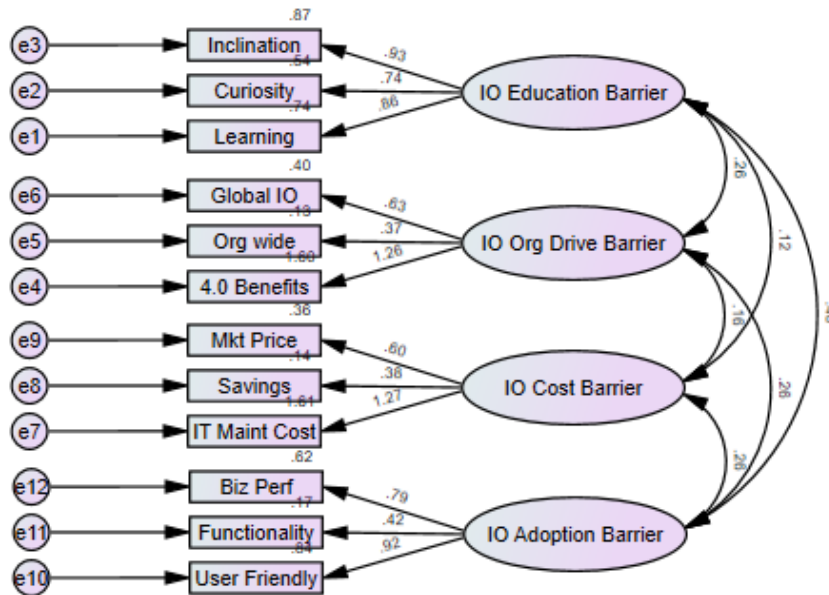 .87
e3 Inclination .93
.54
e2 Curiosity .74 IO Education Barrier
.74
e1 Learning .86
.40
.26
e6 Global IO .63
.13
e5 Org wide .37 IO Org Drive Barrier .12
1.26
e4 4.0 Benefits
.36
.16
e9 Mkt Price .60
.14
e8 Savings .38 IO Cost Barrier .26
1.61
e7 IT Maint Cost 1.27
.62
.26
e12 Biz Perf .79
.17
e11 Functionality .42 IO Adoption Barrier
.84
e10 User Friendly .92